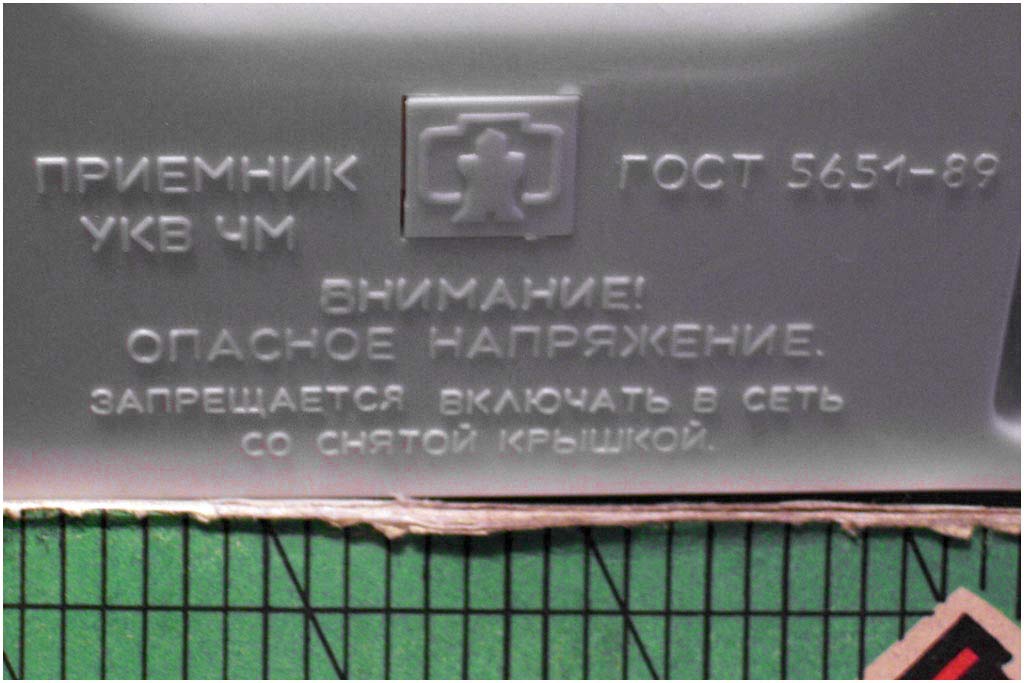 ПРИЕМНИК
УКВ ЧМ
ГОСТ 5651-89
ВНИМАНИЕ!
ОПАСНОЕ НАПРЯЖЕНИЕ.
ЗАПРЕЩАЕТСЯ ВКЛЮЧАТЬ В СЕТЬ
СО СНЯТОЙ КРЫШКОЙ.